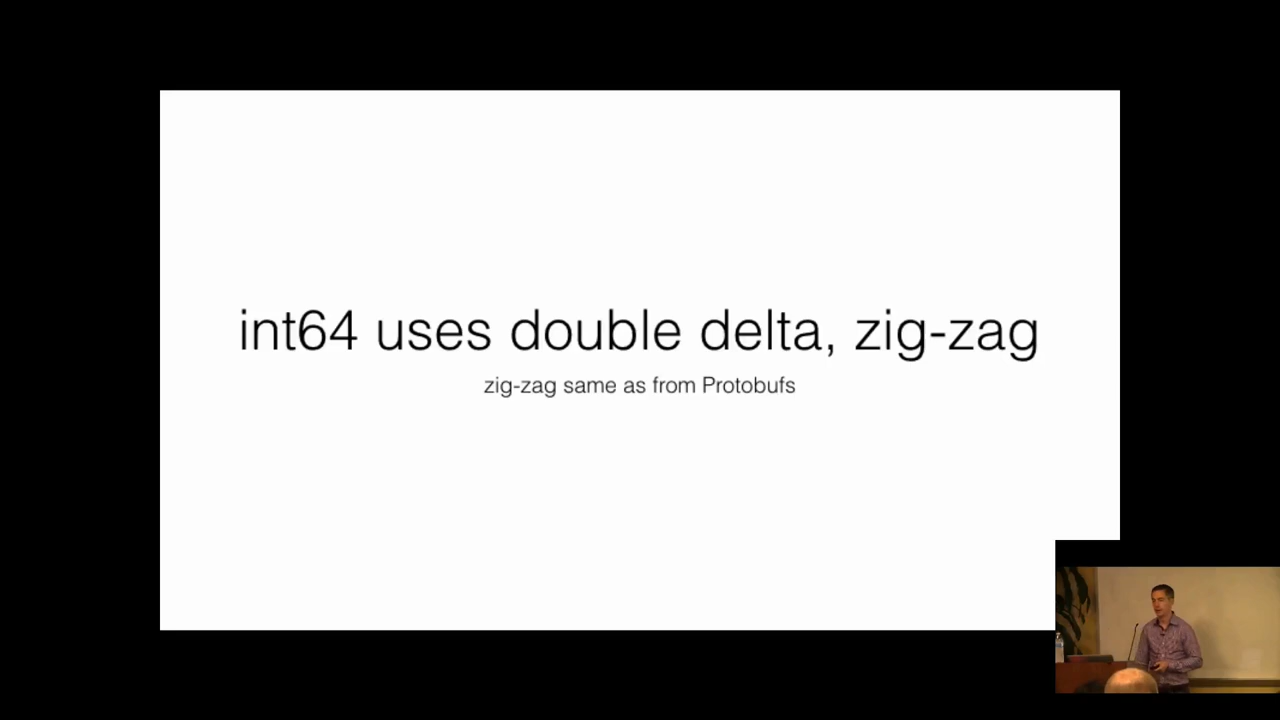 int64 uses double delta, zig-zag
zig-zag same as from Protobufs